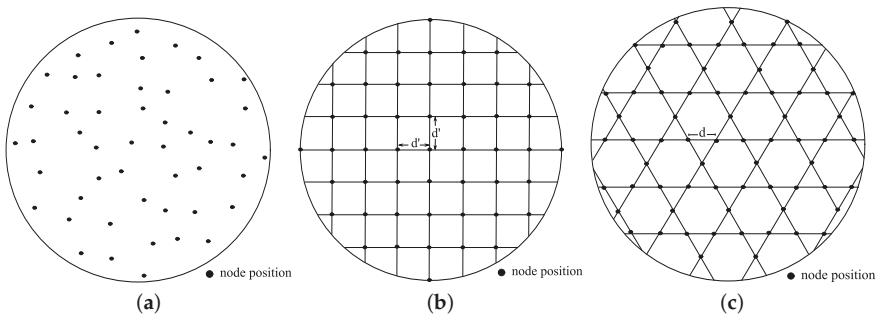 d'
d'
d
node position
node position
node position
(a)
(b)
(c)